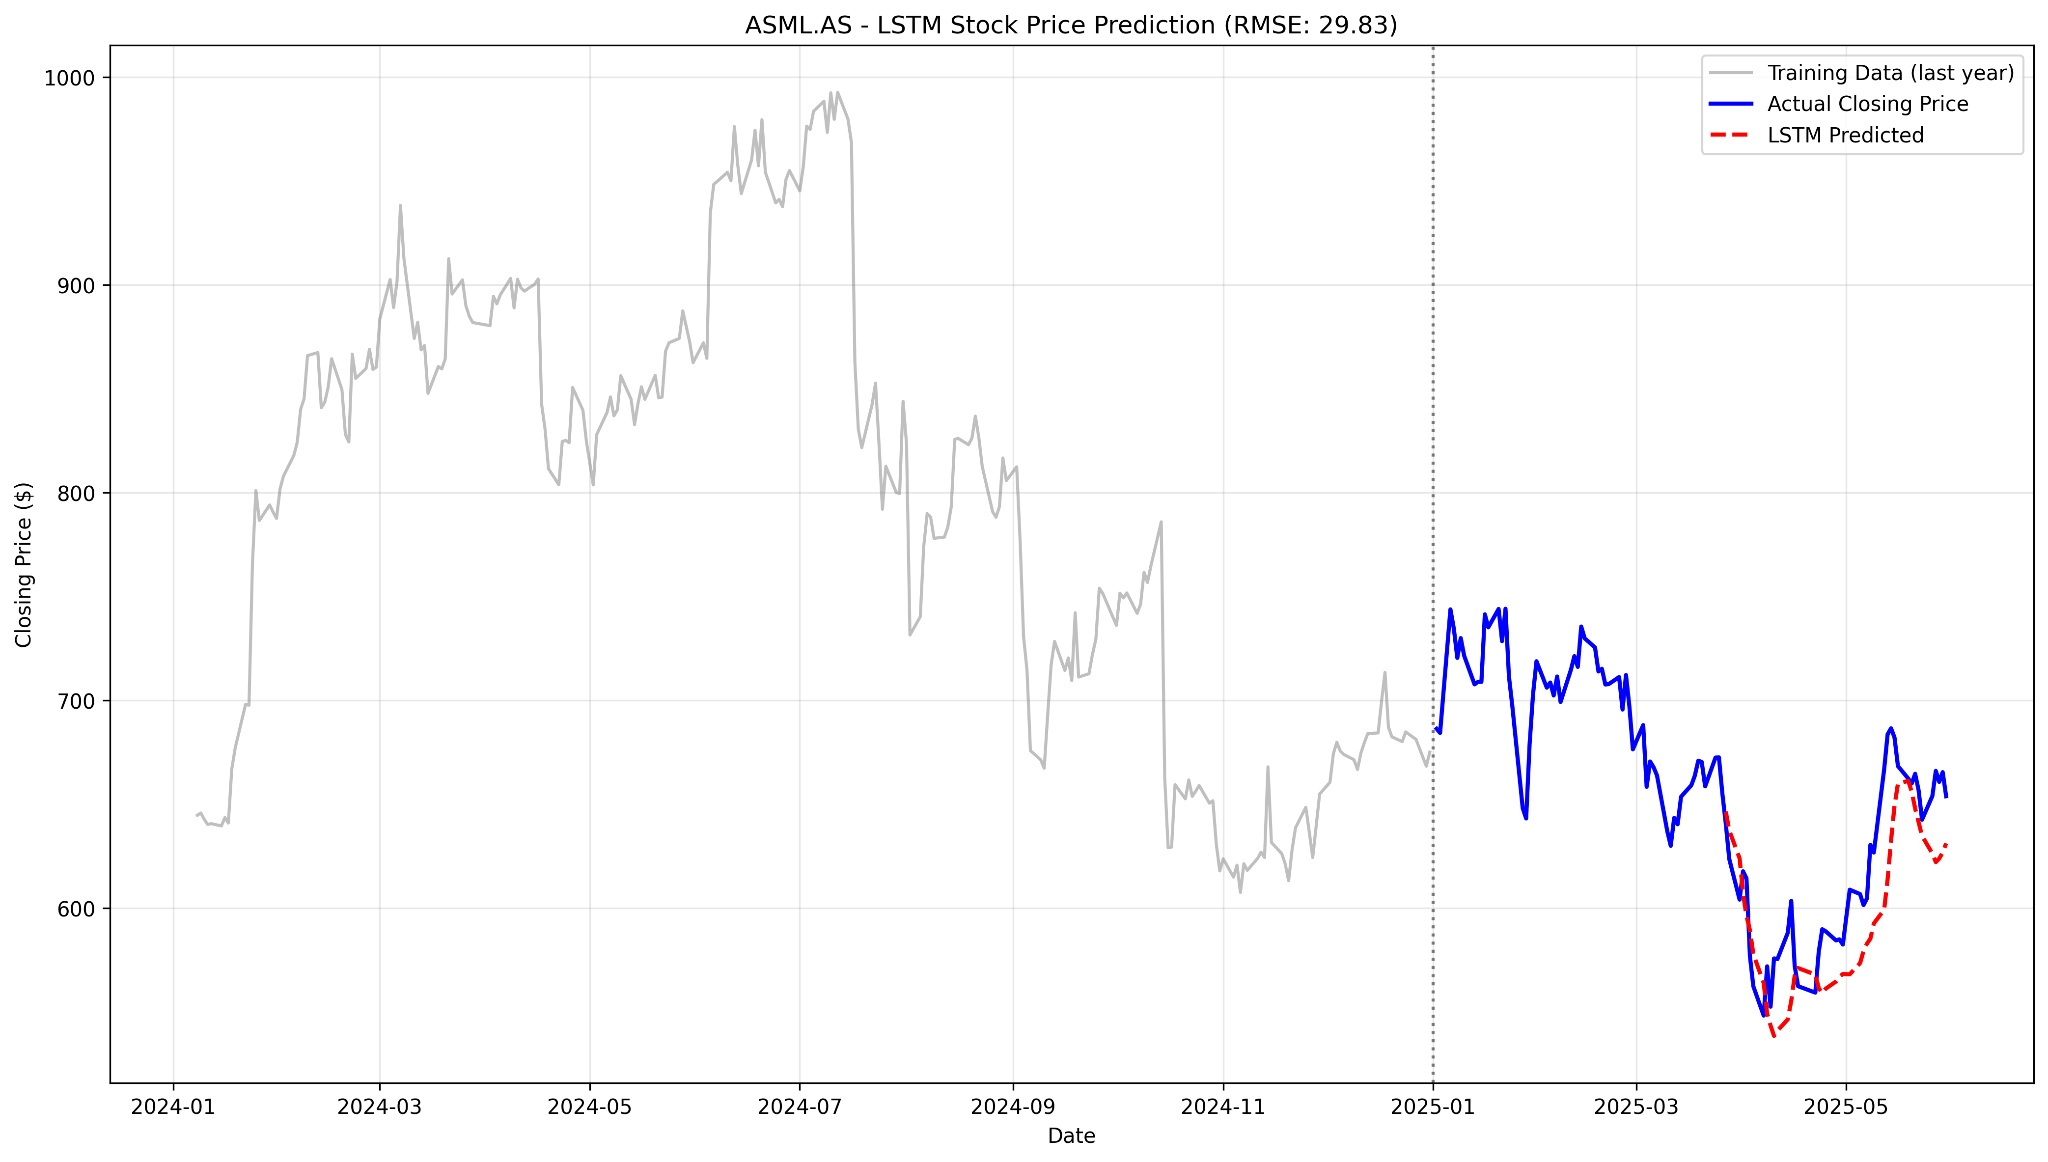 ASML.AS - LSTM Stock Price Prediction (RMSE: 29.83)
Training Data (last year)
Actual Closing Price
LSTM Predicted
Closing Price ($)
1000
900
800
700
600
2024-01
2024-03
2024-05
2024-07
2024-09
2024-11
2025-01
2025-03
2025-05
Date